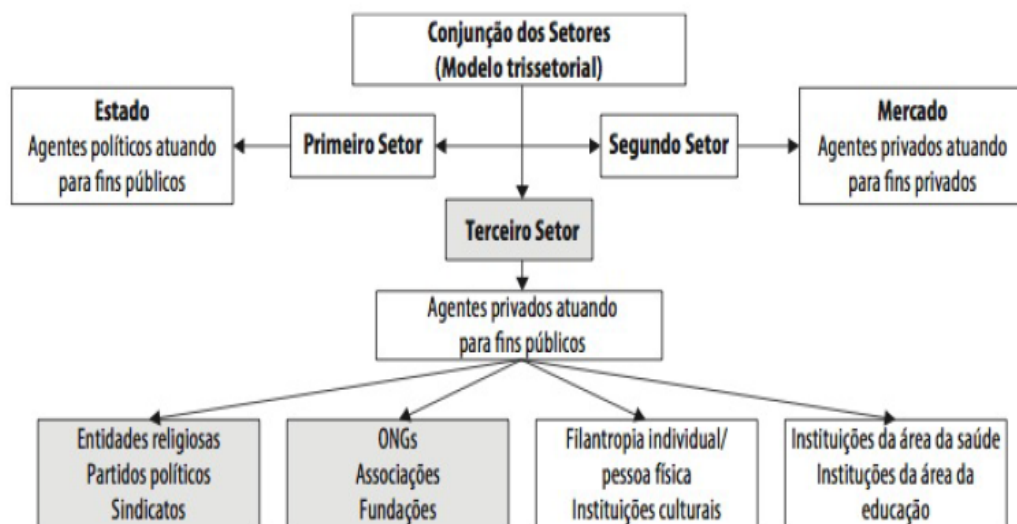 Conjunção dos Setores
(Modelo trissetorial)
Estado
Agentes políticos atuando
para fins públicos
Primeiro Setor
Segundo Setor
Mercado
Agentes privados atuando
para fins privados
Terceiro Setor
Agentes privados atuando
para fins públicos
Entidades religiosas
Partidos políticos
Sindicatos
ONGs
Associações
Fundações
Filantropia individual/
pessoa física
Instituições culturais
Instituições da área da saúde
Instituções da área da
educação